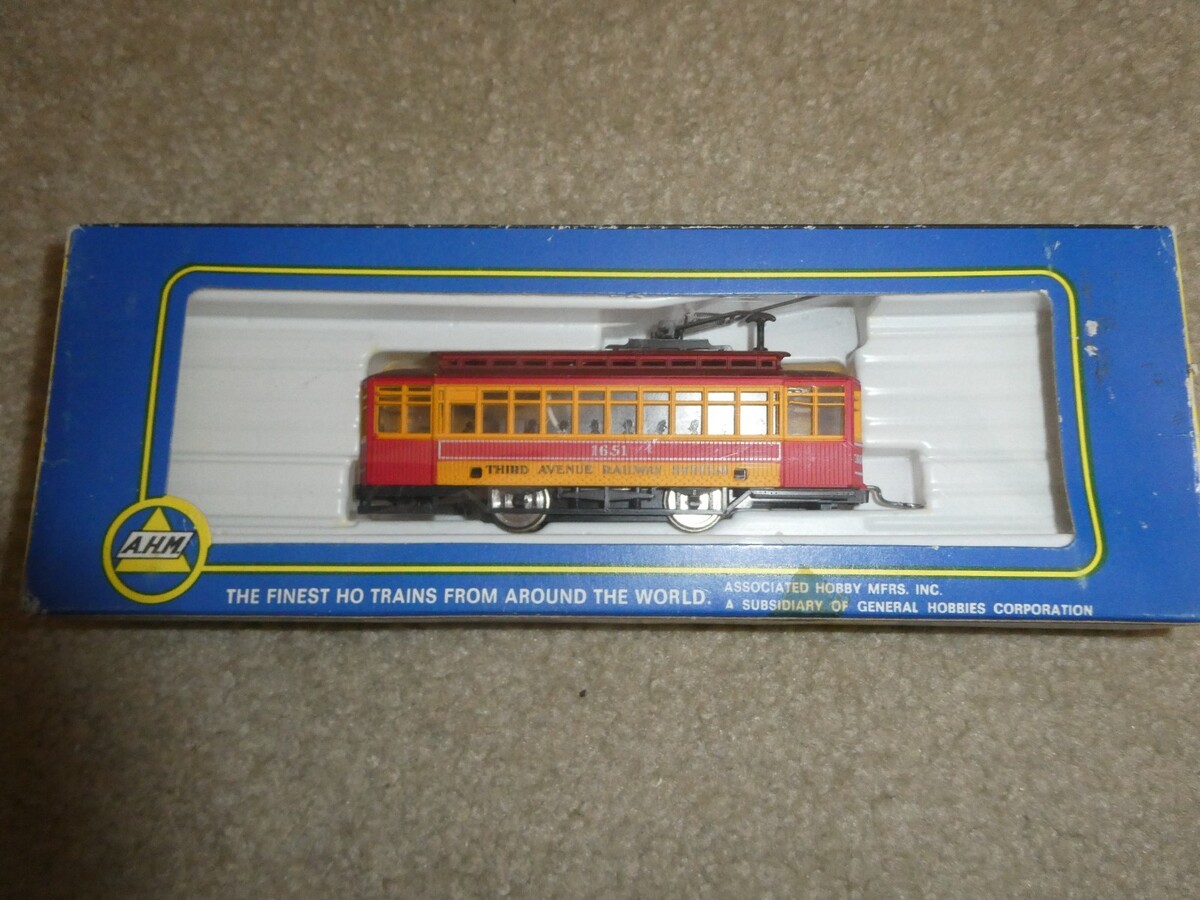 1651
THIRD AVENUE RAILWAY SYSTEM
A.H.M.
THE FINEST HO TRAINS FROM AROUND THE WORLD.
ASSOCIATED HOBBY MFRS. INC.
A SUBSIDIARY OF GENERAL HOBBIES CORPORATION